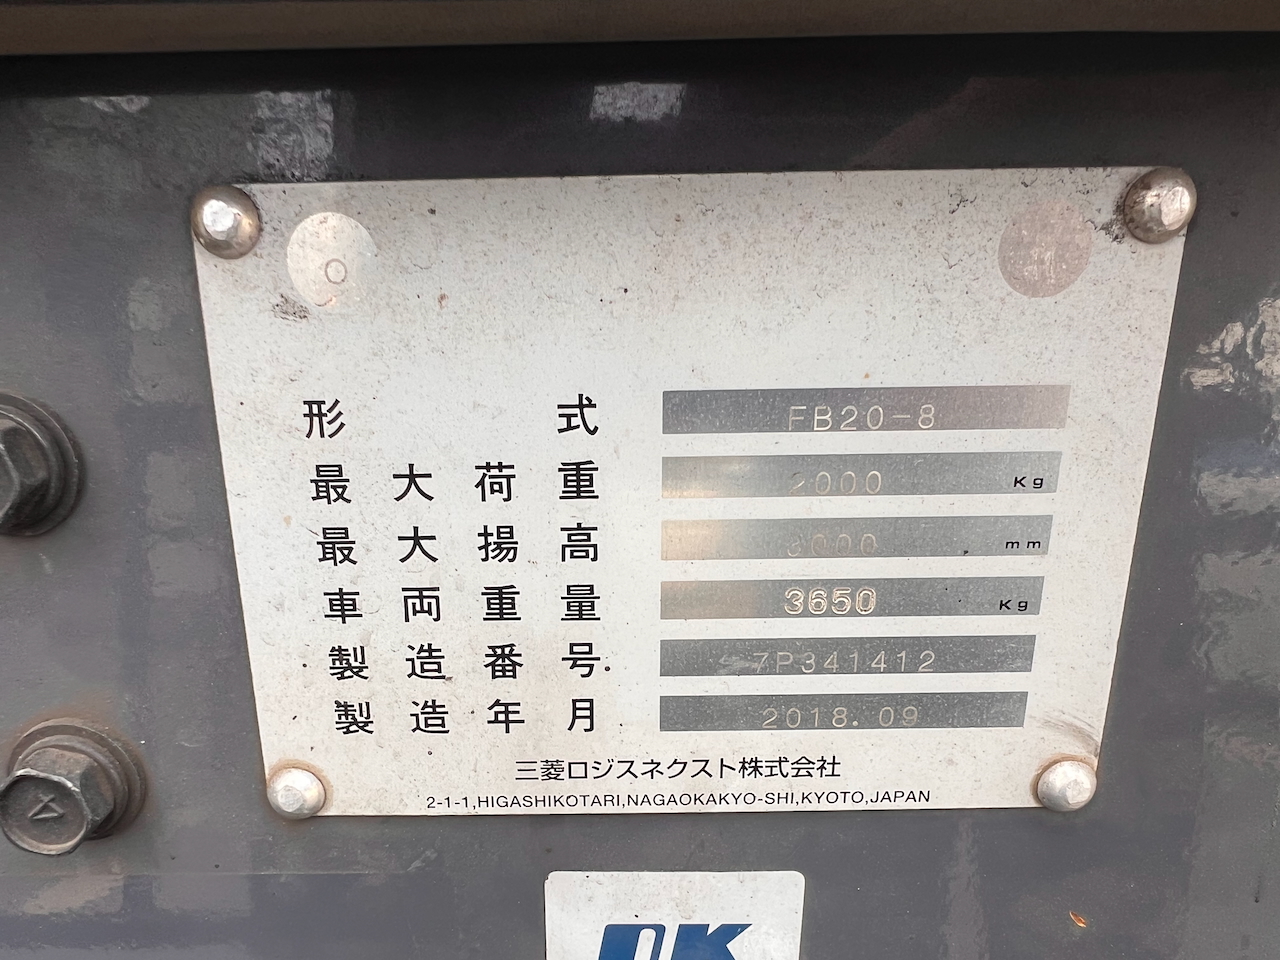 形式 FB20-8
最大荷重 2000 Kg
最大揚高 3000 mm
車両重量 3650 Kg
製造番号 7P341412
製造年月 2018.09
三菱ロジスネクスト株式会社
2-1-1,HIGASHIKOTARI,NAGAOKAKYO-SHI,KYOTO,JAPAN
OK